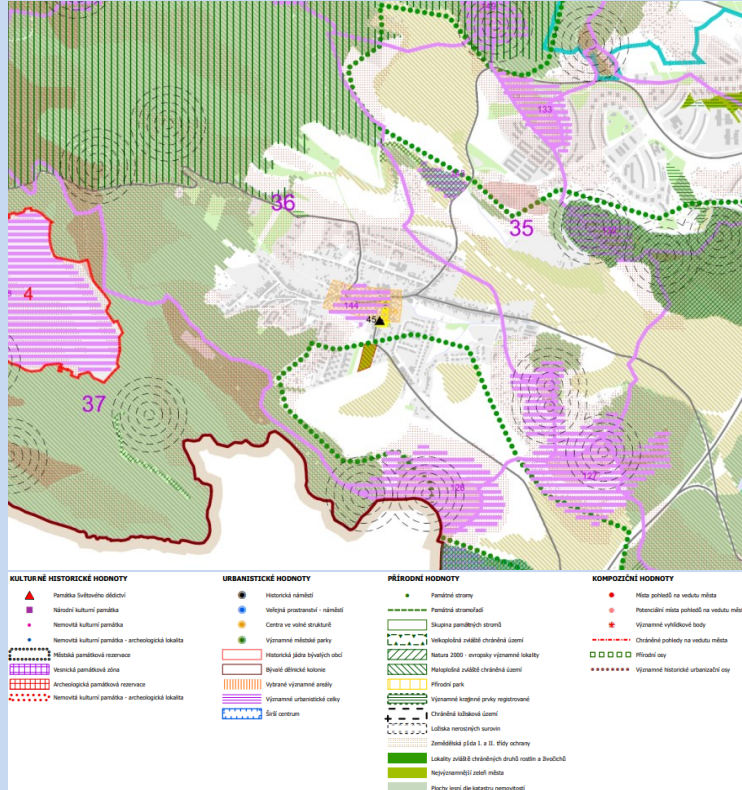 133
36
35
4
144
45
37
127
KULTURNĚ HISTORICKÉ HODNOTY
Památka Světového dědictví
Národní kulturní památka
Nemovitá kulturní památka
Nemovitá kulturní památka - archeologická lokalita
Městská památková rezervace
Vesnická památková zóna
Archeologická památková rezervace
Nemovitá kulturní památka - archeologická lokalita
URBANISTICKÉ HODNOTY
Historická náměstí
Veřejná prostranství - náměstí
Centra ve volné struktuře
Významné městské parky
Historická jádra bývalých obcí
Bývalé dělnické kolonie
Vybrané významné areály
Významné urbanistické celky
Širší centrum
PŘÍRODNÍ HODNOTY
Památné stromy
Památné stromořadí
Skupina památných stromů
Velkoplošná zvláště chráněná území
Natura 2000 - evropsky významné lokality
Maloplošná zvláště chráněná území
Přírodní park
Významné krajinné prvky registrované
Chráněná ložisková území
Ložiska nerostných surovin
Zemědělská půda I. a II. třídy ochrany
Lokality zvláště chráněných druhů rostlin a živočichů
Nejvýznamnější zeleň města
Plochy lesní dle katastru nemovitostí
KOMPOZIČNÍ HODNOTY
Místa pohledů na vedutu města
Potenciální místa pohledů na vedutu měst
Významné vyhlídkové body
Chráněné pohledy na vedutu města
Přírodní osy
Významné historické urbanizační osy